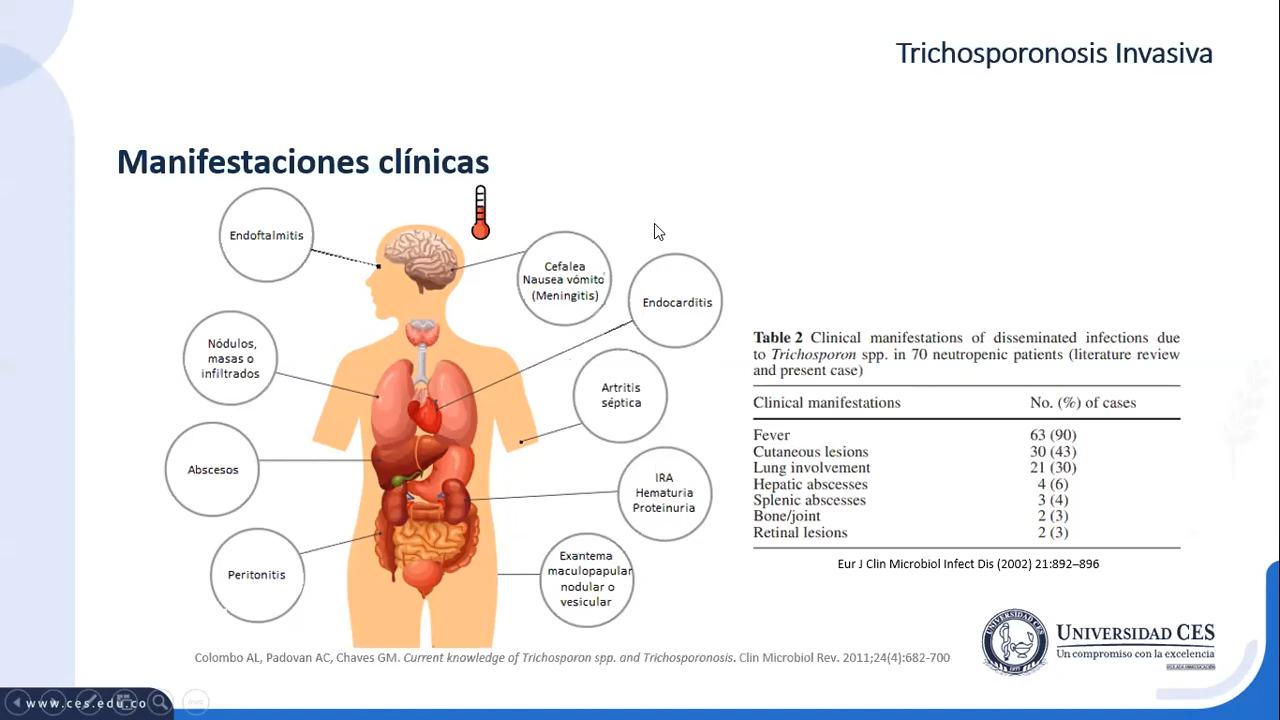 Trichosporonosis Invasiva
Manifestaciones clínicas
Endoftalmitis
Cefalea
Nausea vómito
(Meningitis)
Endocarditis
Nódulos,
masas o
infiltrados
Artritis
séptica
Abscesos
IRA
Hematuria
Proteinuria
Peritonitis
Exantema
maculopapular
nodular o
vesicular
Table 2 Clinical manifestations of disseminated infections due
to Trichosporon spp. in 70 neutropenic patients (literature review
and present case)
Clinical manifestations No. (%) of cases
Fever 63 (90)
Cutaneous lesions 30 (43)
Lung involvement 21 (30)
Hepatic abscesses 4 (6)
Splenic abscesses 3 (4)
Bone/joint 2 (3)
Retinal lesions 2 (3)
Eur J Clin Microbiol Infect Dis (2002) 21:892–896
UNIVERSIDAD CES
Un compromiso con la excelencia
Colombo AL, Padovan AC, Chaves GM. Current knowledge of Trichosporon spp. and Trichosporonosis. Clin Microbiol Rev. 2011;24(4):682-700
www.ces.edu.co